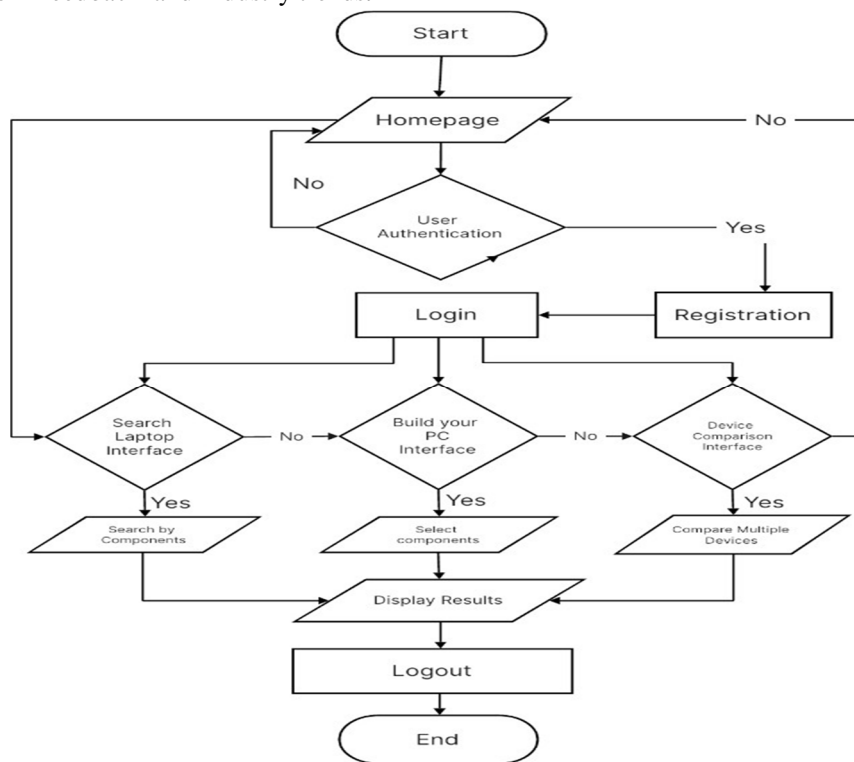 Start
Homepage
No
No
User
Authentication
Yes
Login
Registration
Search
Laptop
Interface
No
Build your
PC
Interface
No
Device
Comparison
Interface
Yes
Yes
Yes
Search by
Components
Select
components
Compare Multiple
Devices
Display Results
Logout
End